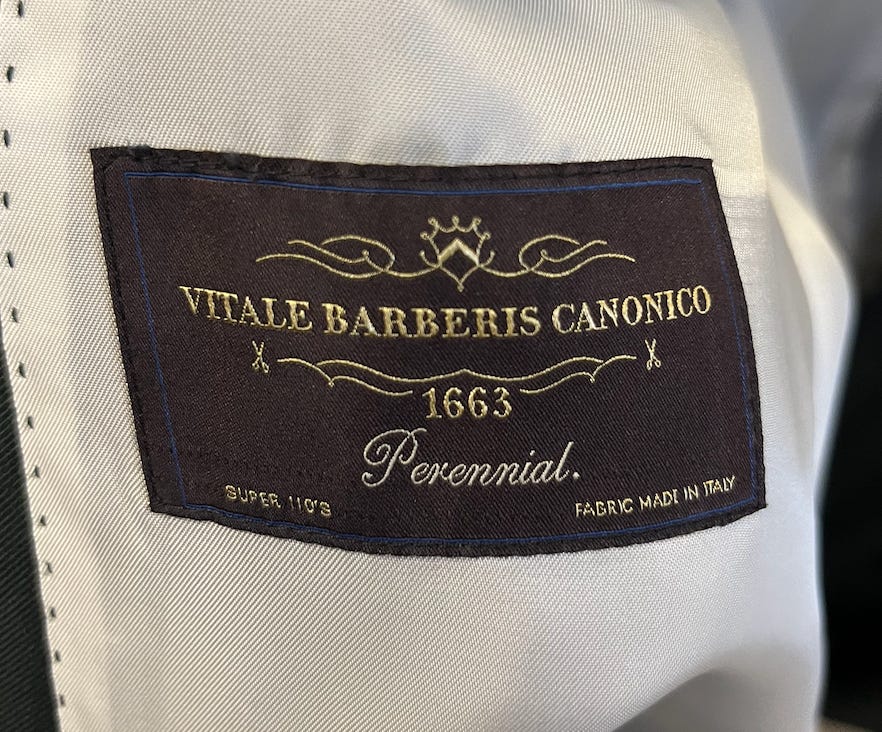 VITALE BARBERIS CANONICO
1663
Perennial.
SUPER 110'S
FABRIC MADE IN ITALY